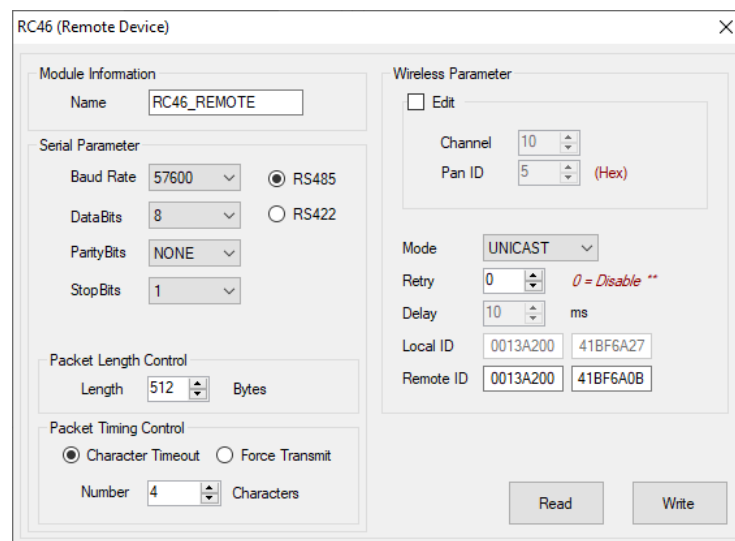 RC46 (Remote Device)
Module Information
Name RC46_REMOTE
Serial Parameter
Baud Rate 57600 RS485
DataBits 8 RS422
ParityBits NONE
StopBits 1
Packet Length Control
Length 512 Bytes
Packet Timing Control
Character Timeout Force Transmit
Number 4 Characters
Wireless Parameter
Edit
Channel 10
Pan ID 5 (Hex)
Mode UNICAST
Retry 0 0 = Disable **
Delay 10 ms
Local ID 0013A200 41BF6A27
Remote ID 0013A200 41BF6A0B
Read Write